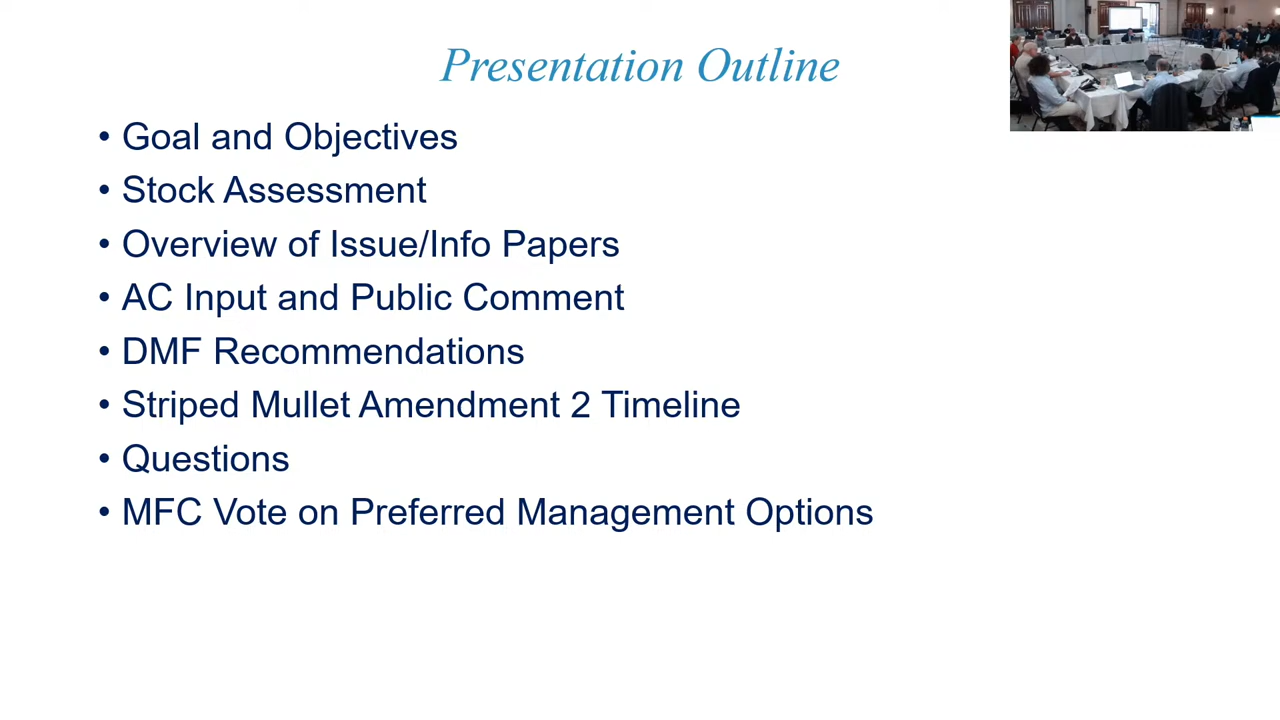 Presentation Outline
• Goal and Objectives
• Stock Assessment
• Overview of Issue/Info Papers
• AC Input and Public Comment
• DMF Recommendations
• Striped Mullet Amendment 2 Timeline
• Questions
• MFC Vote on Preferred Management Options